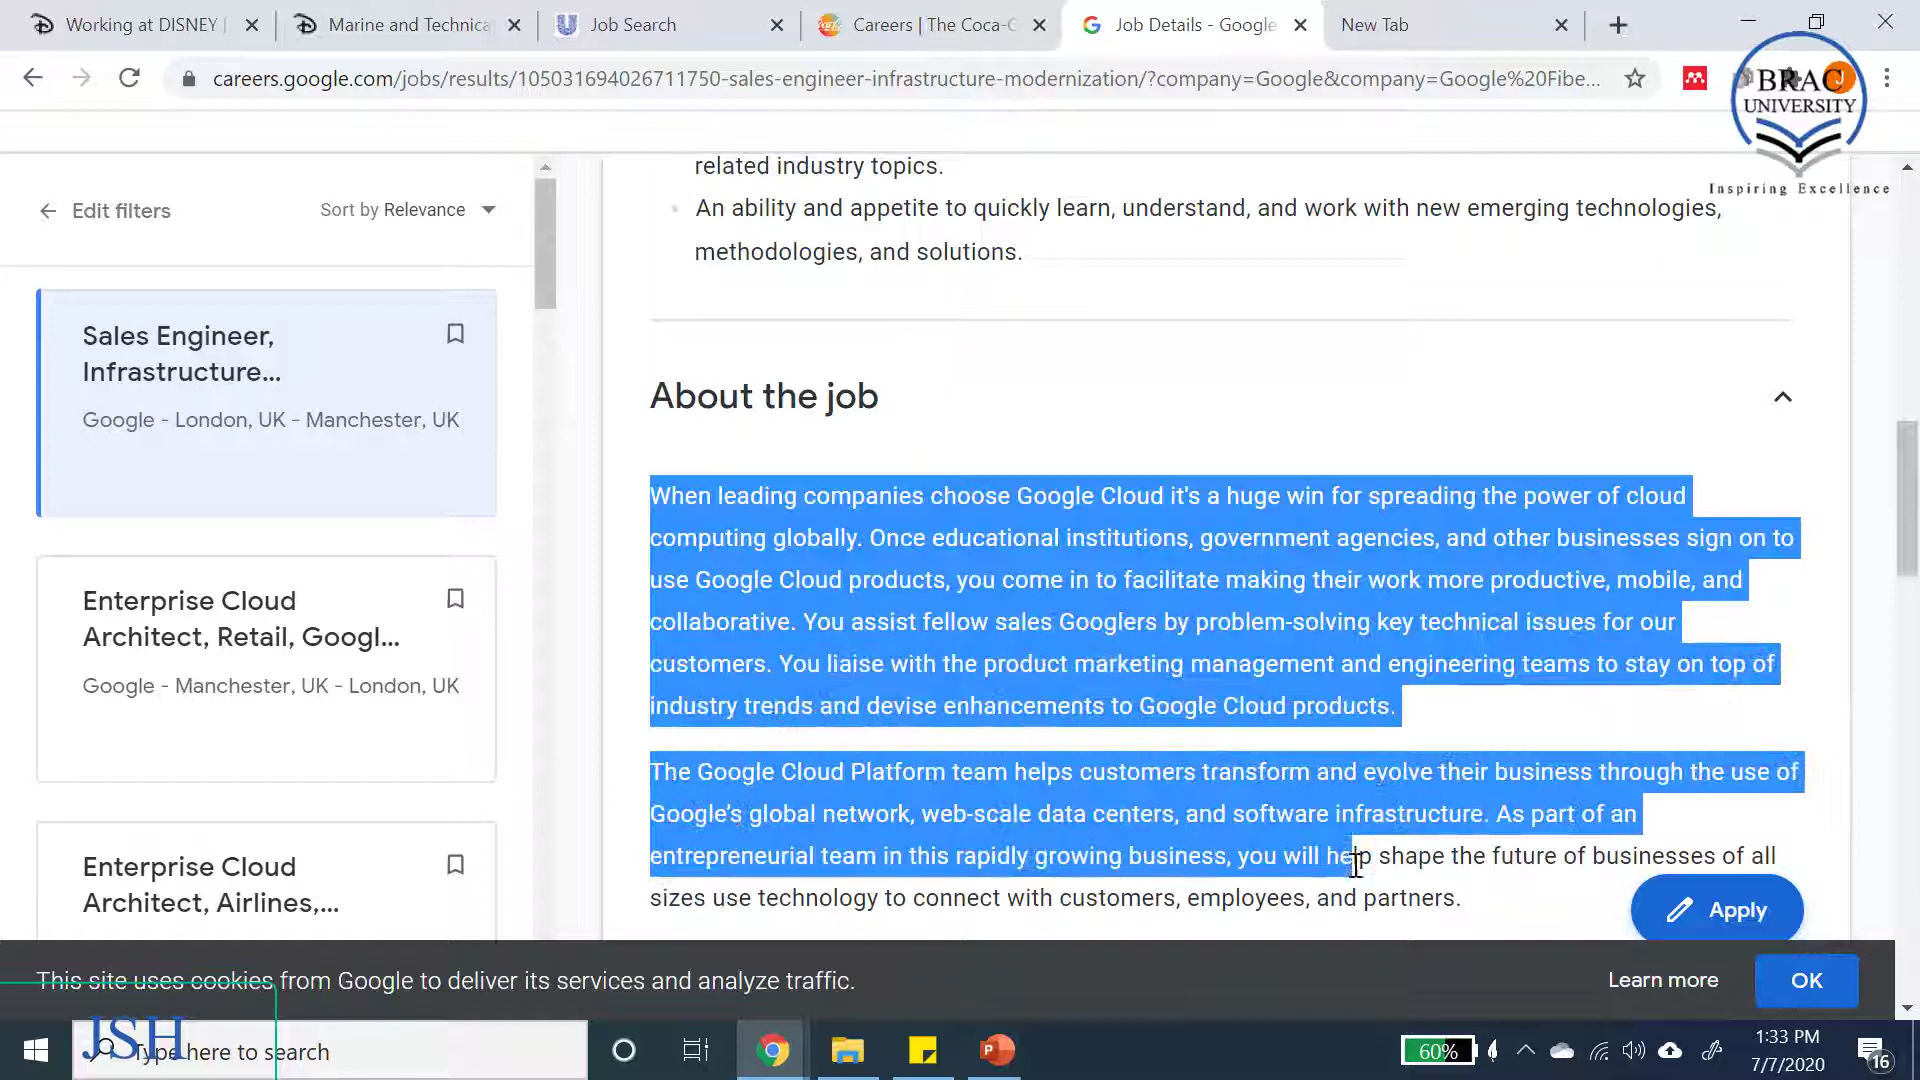 Working at DISNEY |
Marine and Technica
Job Search
Careers | The Coca-C
Job Details - Google
New Tab
careers.google.com/jobs/results/105031694026711750-sales-engineer-infrastructure-modernization/?company=Google&company=Google%20Fibe...
BRAC
UNIVERSITY
Inspiring Excellence
Edit filters
Sort by Relevance
Sales Engineer,
Infrastructure...
Google - London, UK - Manchester, UK
Enterprise Cloud
Architect, Retail, Googl...
Google - Manchester, UK - London, UK
Enterprise Cloud
Architect, Airlines,...
related industry topics.
An ability and appetite to quickly learn, understand, and work with new emerging technologies,
methodologies, and solutions.
About the job
When leading companies choose Google Cloud it's a huge win for spreading the power of cloud
computing globally. Once educational institutions, government agencies, and other businesses sign on to
use Google Cloud products, you come in to facilitate making their work more productive, mobile, and
collaborative. You assist fellow sales Googlers by problem-solving key technical issues for our
customers. You liaise with the product marketing management and engineering teams to stay on top of
industry trends and devise enhancements to Google Cloud products.
The Google Cloud Platform team helps customers transform and evolve their business through the use of
Google’s global network, web-scale data centers, and software infrastructure. As part of an
entrepreneurial team in this rapidly growing business, you will help shape the future of businesses of all
sizes use technology to connect with customers, employees, and partners.
Apply
This site uses cookies from Google to deliver its services and analyze traffic.
Learn more
OK
JSH
Type here to search
60%
1:33 PM
7/7/2020
16